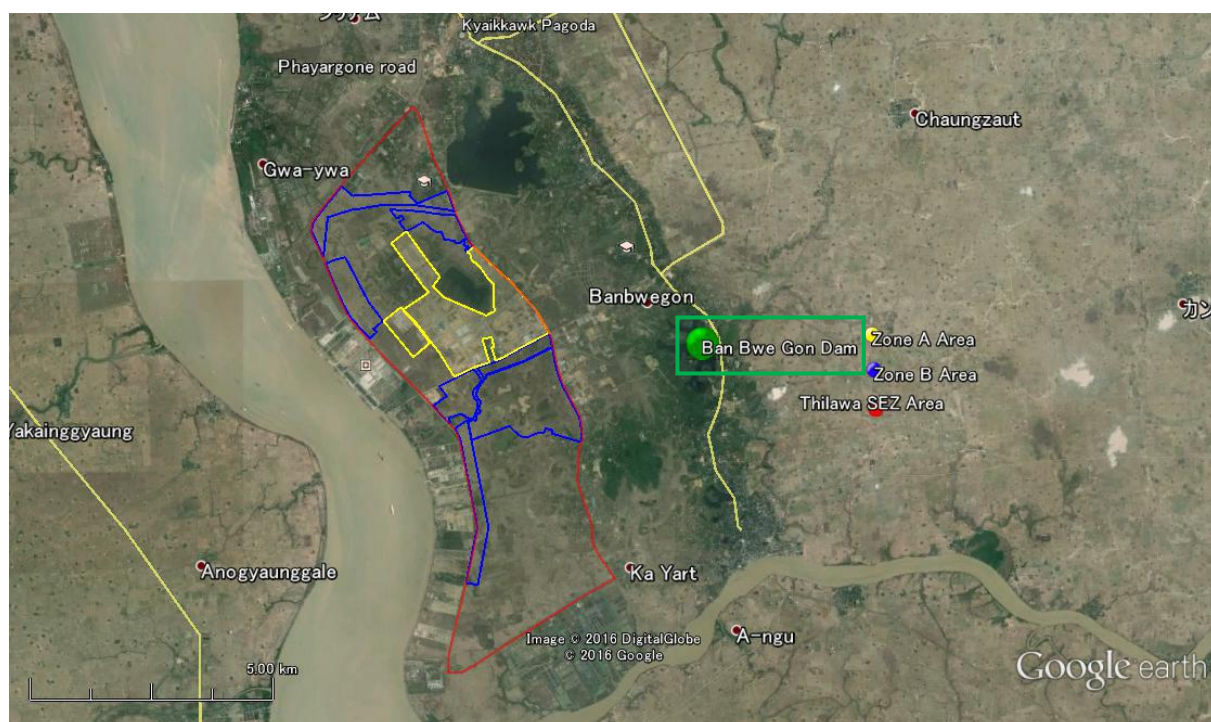 Kyaikkawk Pagoda
Phayargone road
Chaungzaut
Gwa-ywa
Banbwegon
Ban Bwe Gon Dam
Zone A Area
Zone B Area
Thilawa SEZ Area
Yakainggyaung
Anogyaunggale
Ka Yart
A-ngu
Image © 2016 DigitalGlobe
© 2016 Google
5.00 km
Google earth